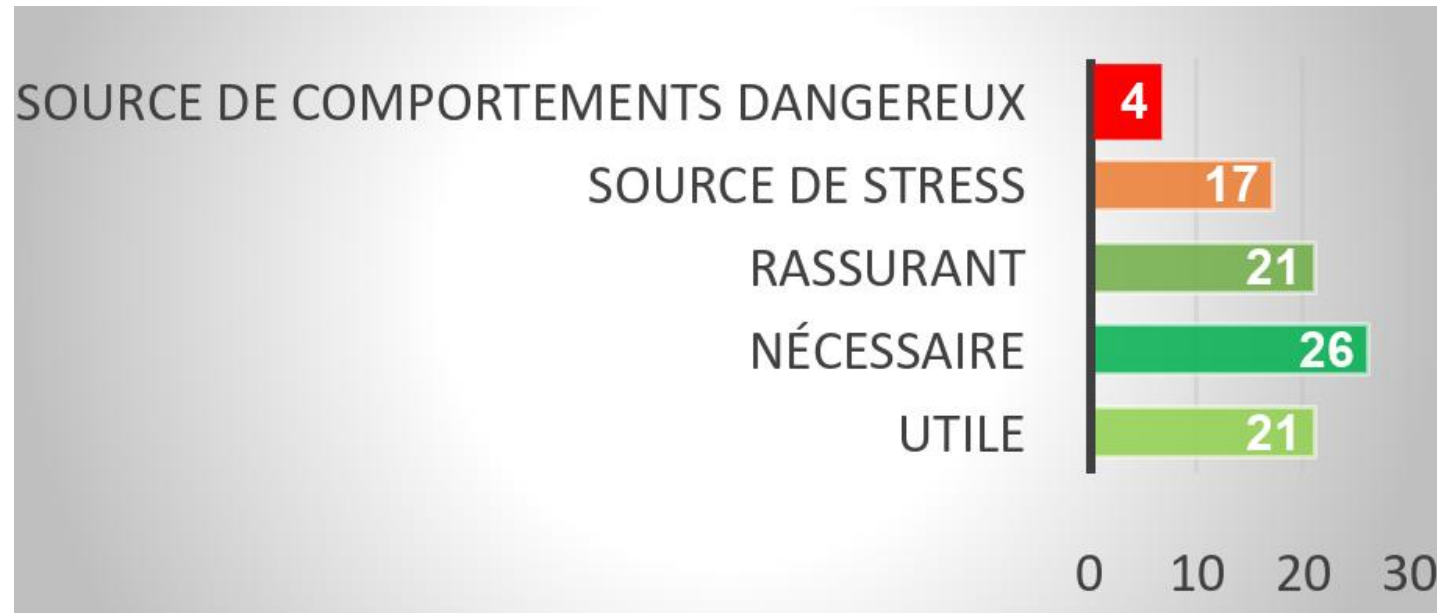 SOURCE DE COMPORTEMENTS DANGEREUX 4
SOURCE DE STRESS 17
RASSURANT 21
NÉCESSAIRE 26
UTILE 21
0 10 20 30